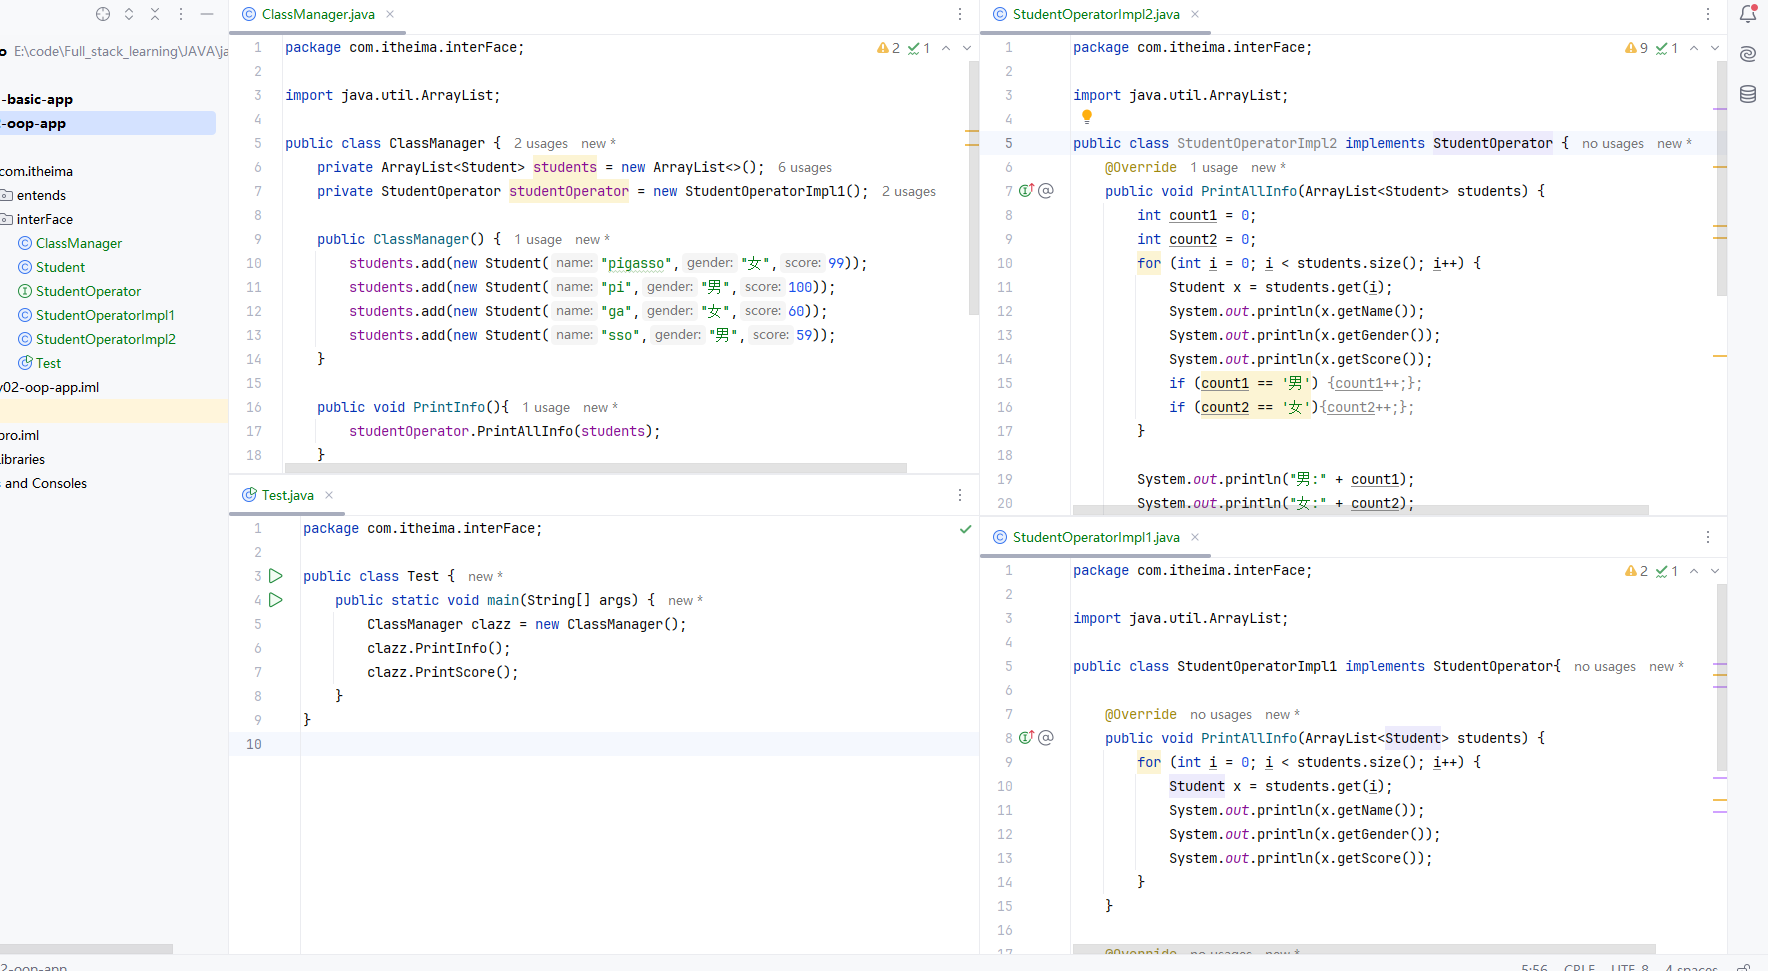 E:\code\Full_stack_learning\JAVA\ja
-basic-app
-oop-app
com.itheima
entends
interFace
ClassManager
Student
StudentOperator
StudentOperatorImpl1
StudentOperatorImpl2
Test
02-oop-app.iml
pro.iml
Libraries
and Consoles
ClassManager.java
2 1
1 package com.itheima.interFace;
2
3 import java.util.ArrayList;
4
5 public class ClassManager { 2 usages new *
6 private ArrayList<Student> students = new ArrayList<>(); 6 usages
7 private StudentOperator studentOperator = new StudentOperatorImpl1(); 2 usages
8
9 public ClassManager() { 1 usage new *
10 students.add(new Student( name: "pigasso", gender: "女", score: 99));
11 students.add(new Student( name: "pi", gender: "男", score: 100));
12 students.add(new Student( name: "ga", gender: "女", score: 60));
13 students.add(new Student( name: "sso", gender: "男", score: 59));
14 }
15
16 public void PrintInfo(){ 1 usage new *
17 studentOperator.PrintAllInfo(students);
18 }
Test.java
1 package com.itheima.interFace;
2
3 public class Test { new *
4 public static void main(String[] args) { new *
5 ClassManager clazz = new ClassManager();
6 clazz.PrintInfo();
7 clazz.PrintScore();
8 }
9 }
10
StudentOperatorImpl2.java
9 1
1 package com.itheima.interFace;
2
3 import java.util.ArrayList;
4
5 public class StudentOperatorImpl2 implements StudentOperator { no usages new *
6 @Override 1 usage new *
7 public void PrintAllInfo(ArrayList<Student> students) {
8 int count1 = 0;
9 int count2 = 0;
10 for (int i = 0; i < students.size(); i++) {
11 Student x = students.get(i);
12 System.out.println(x.getName());
13 System.out.println(x.getGender());
14 System.out.println(x.getScore());
15 if (count1 == '男') {count1++;};
16 if (count2 == '女'){count2++;};
17 }
18
19 System.out.println("男:" + count1);
20 System.out.println("女:" + count2);
StudentOperatorImpl1.java
2 1
1 package com.itheima.interFace;
2
3 import java.util.ArrayList;
4
5 public class StudentOperatorImpl1 implements StudentOperator{ no usages new *
6
7 @Override no usages new *
8 public void PrintAllInfo(ArrayList<Student> students) {
9 for (int i = 0; i < students.size(); i++) {
10 Student x = students.get(i);
11 System.out.println(x.getName());
12 System.out.println(x.getGender());
13 System.out.println(x.getScore());
14 }
15 }
16
17 @Override no usages new *
2-oop-app
5:56 CRLF UTF-8 4 spaces